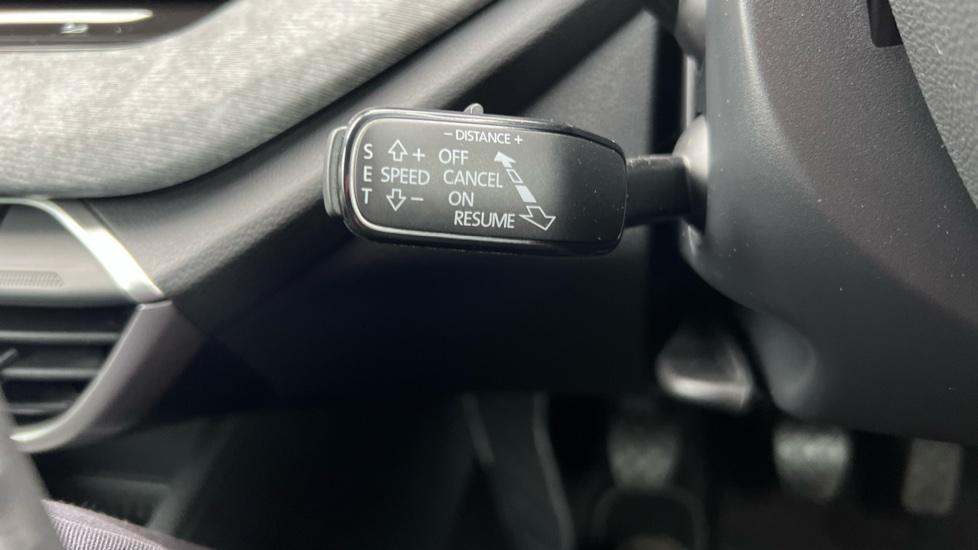 − DISTANCE +
S + OFF
E SPEED CANCEL
T − ON
RESUME